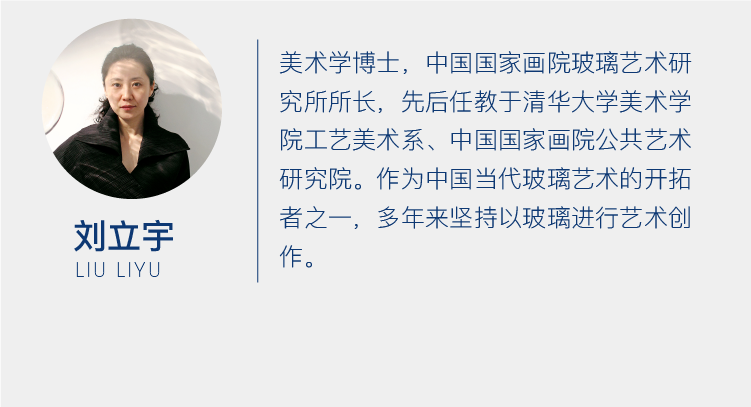 刘立宇
LIU LIYU
美术学博士，中国国家画院玻璃艺术研
究所所长，先后任教于清华大学美术学
院工艺美术系、中国国家画院公共艺术
研究院。作为中国当代玻璃艺术的开拓
者之一，多年来坚持以玻璃进行艺术创
作。